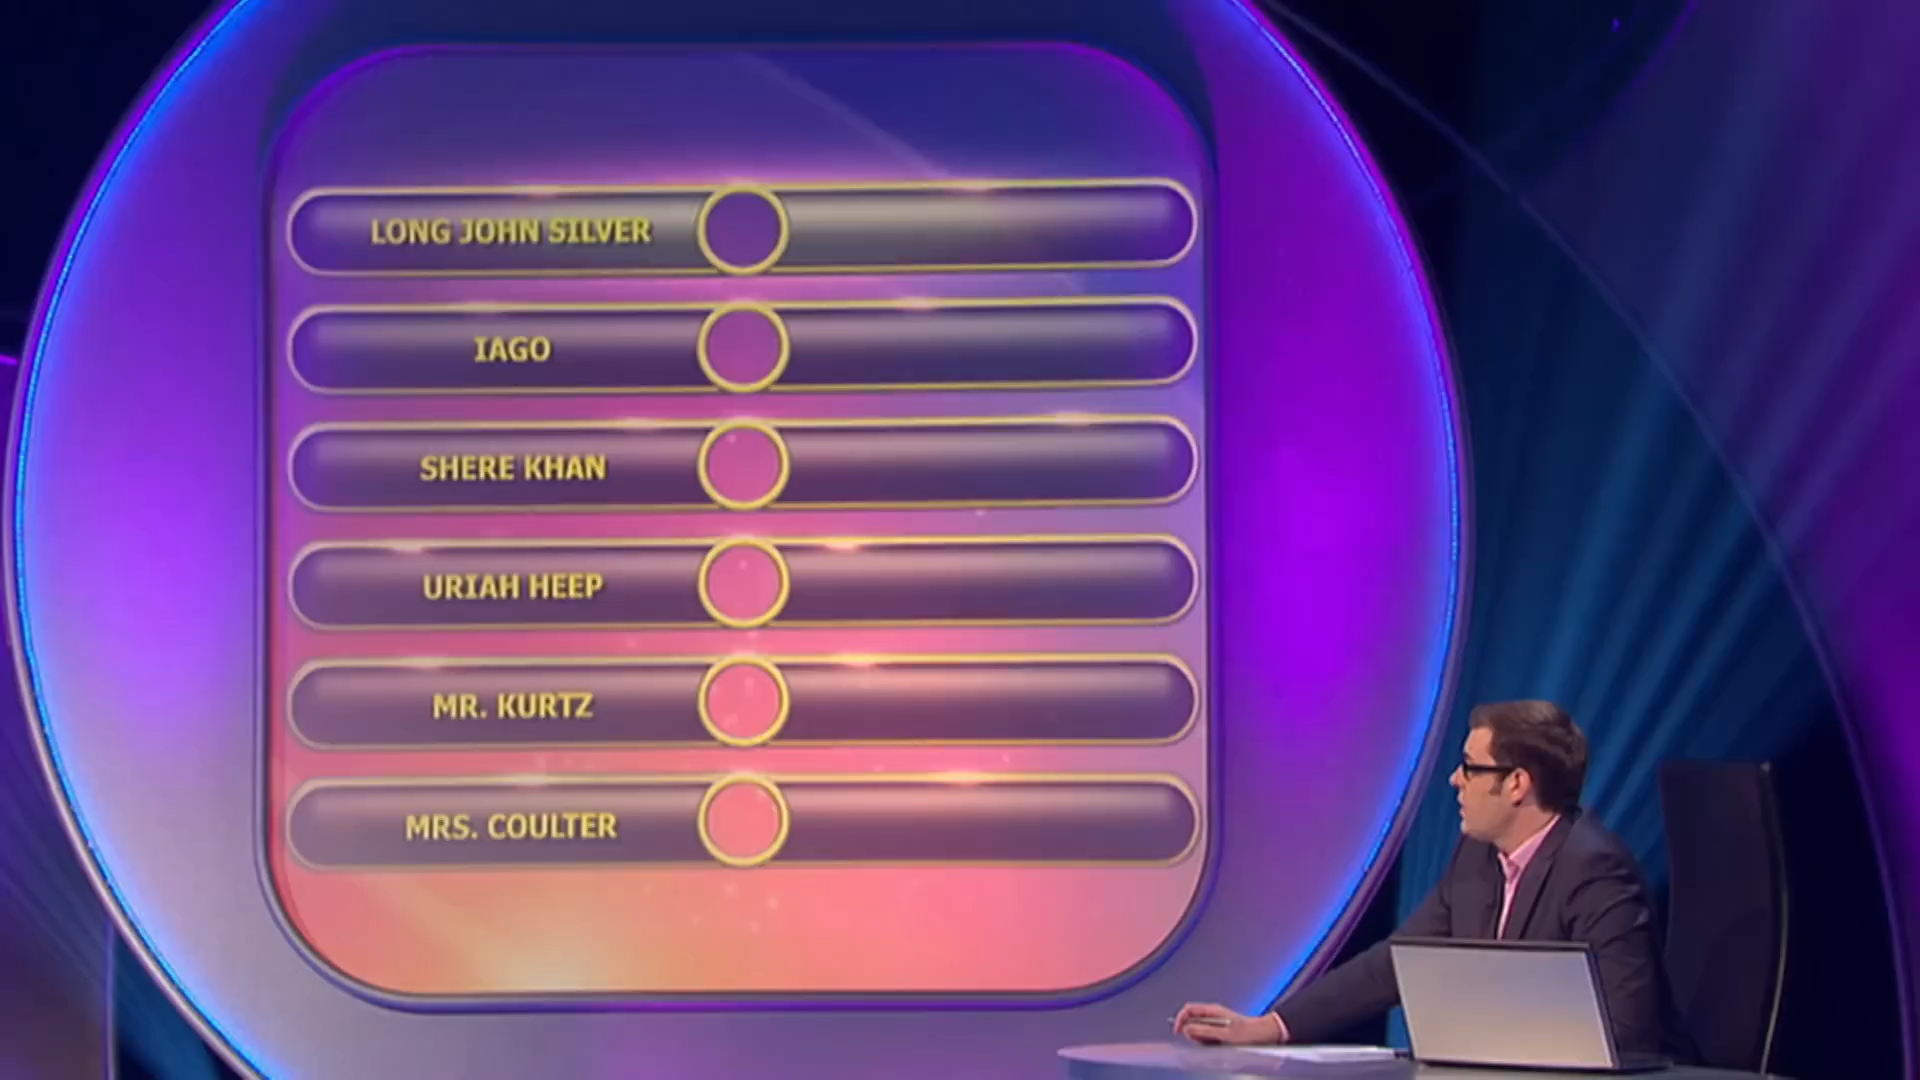 LONG JOHN SILVER
IAGO
SHERE KHAN
URIAH HEEP
MR. KURTZ
MRS. COULTER